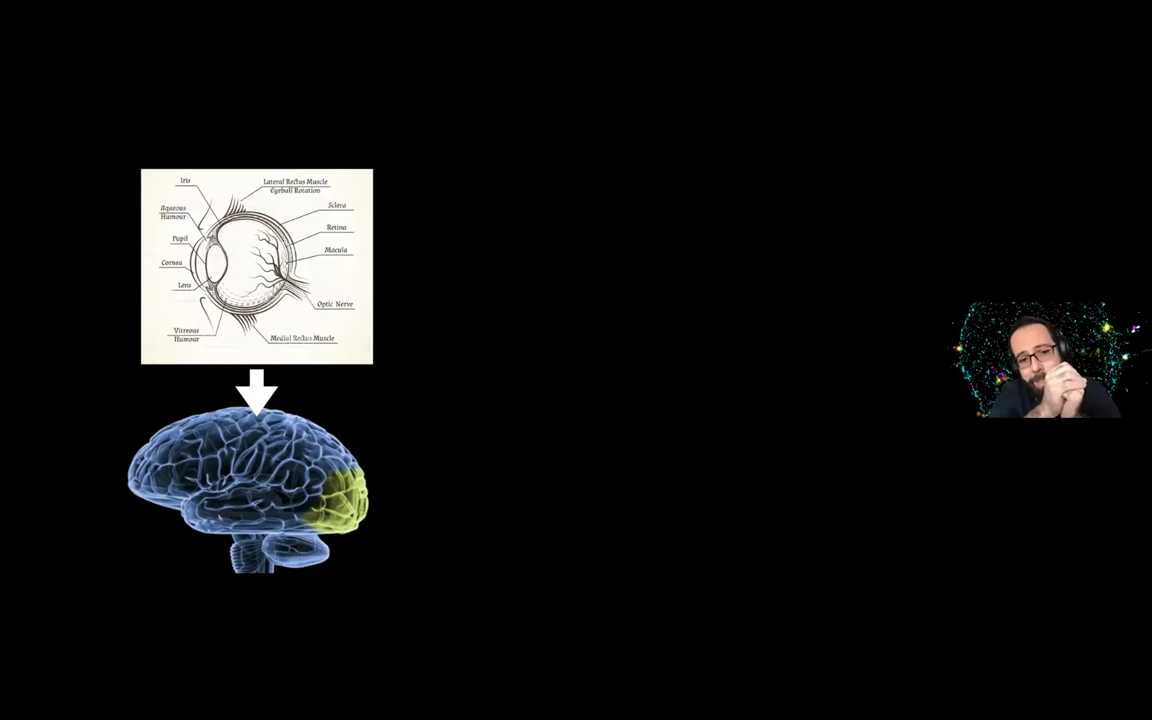 Iris
Lateral Rectus Muscle
Eyeball Rotation
Aqueous
Humour
Sclera
Pupil
Retina
Macula
Cornea
Lens
Optic Nerve
Vitreous
Humour
Medial Rectus Muscle